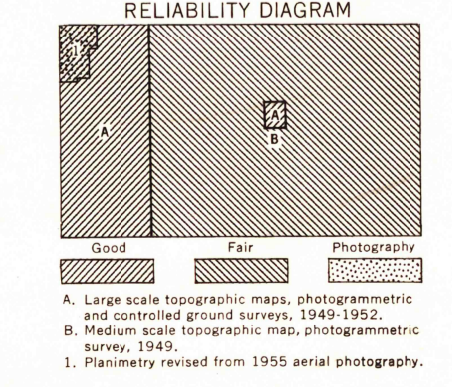 RELIABILITY DIAGRAM
1
A
A
B
Good Fair Photography
A. Large scale topographic maps, photogrammetric
and controlled ground surveys, 1949-1952.
B. Medium scale topographic map, photogrammetric
survey, 1949.
1. Planimetry revised from 1955 aerial photography.